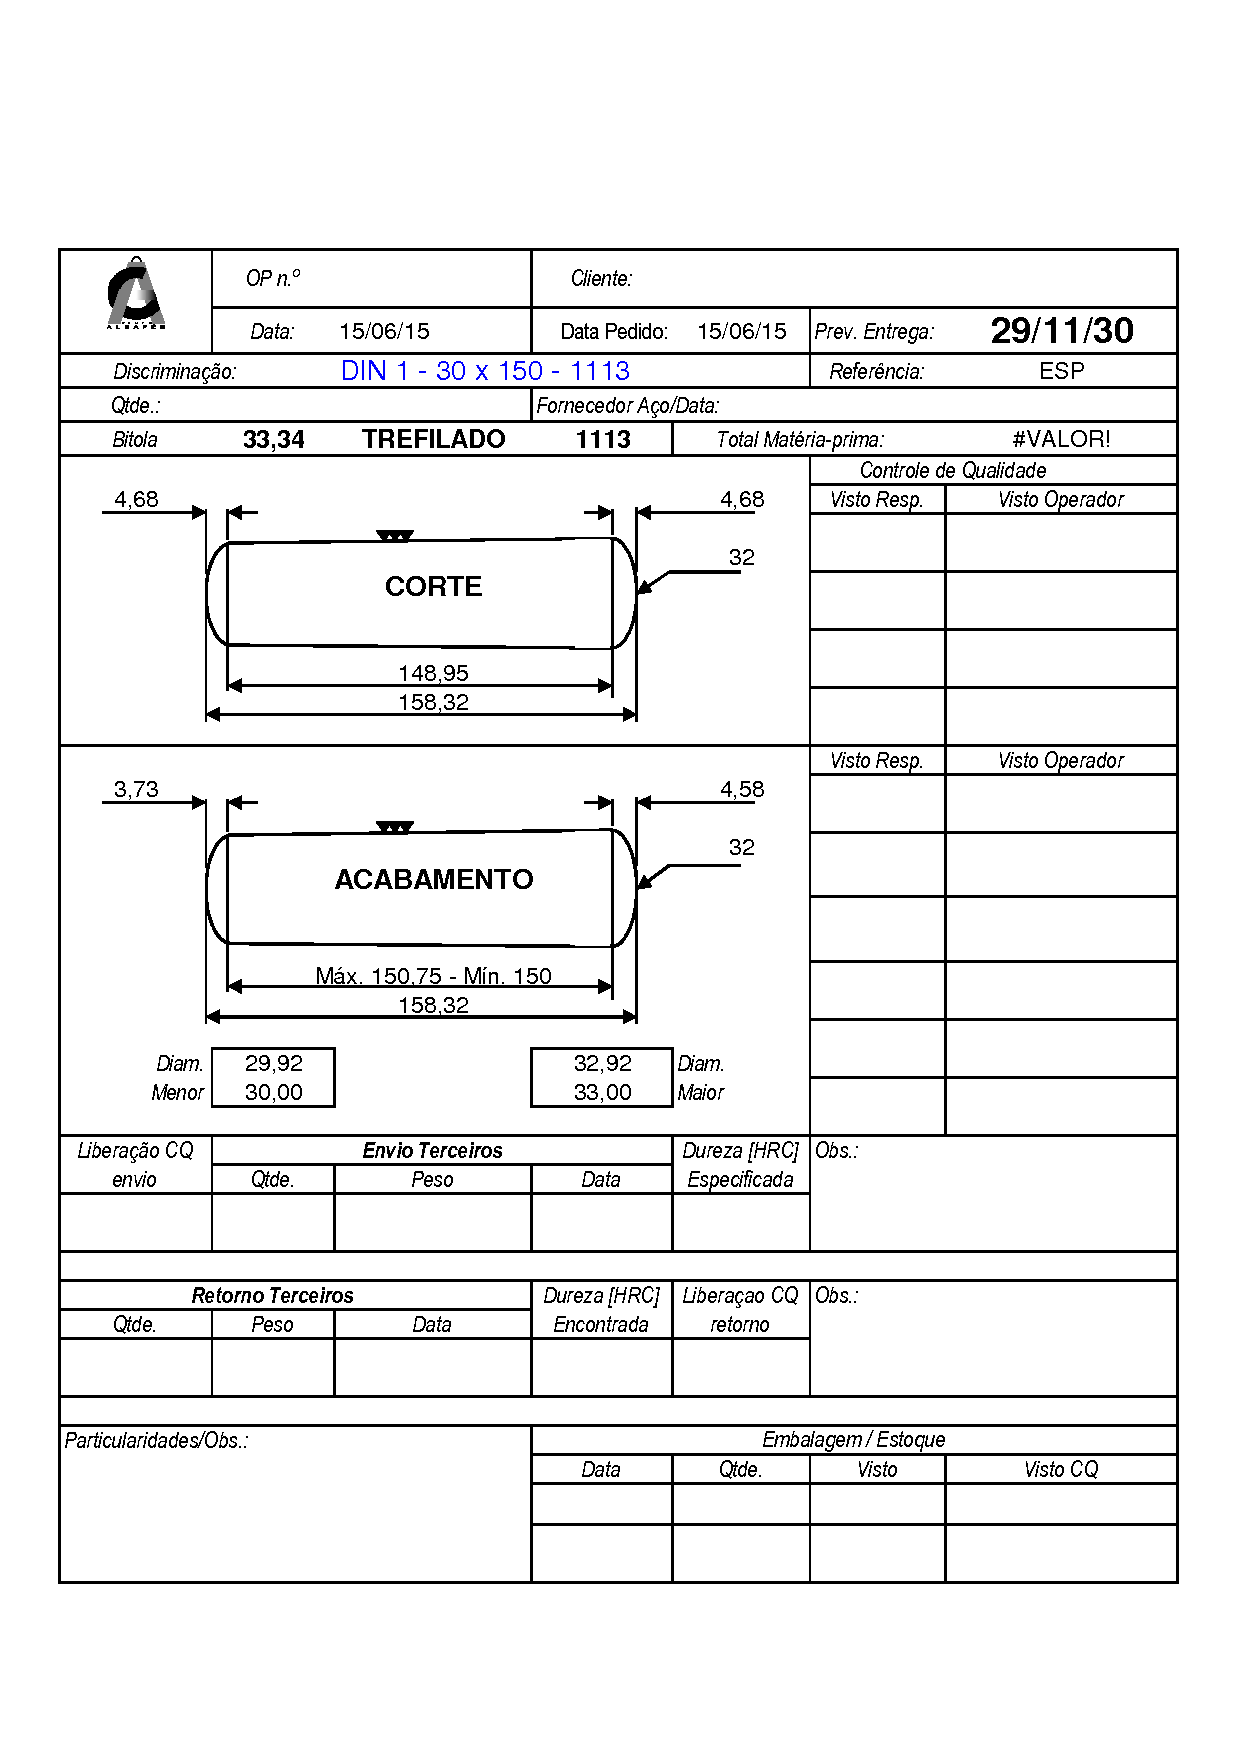 ALBAPEÇ
OP n.º
Cliente:
Data: 15/06/15 Data Pedido: 15/06/15 Prev. Entrega: 29/11/30
Discriminação: DIN 1 - 30 x 150 - 1113 Referência: ESP
Qtde.: Fornecedor Aço/Data:
Bitola 33,34 TREFILADO 1113 Total Matéria-prima: #VALOR!
Controle de Qualidade
4,68 4,68 Visto Resp. Visto Operador
32
CORTE
148,95
158,32
Visto Resp. Visto Operador
3,73 4,58
32
ACABAMENTO
Máx. 150,75 - Mín. 150
158,32
Diam. 29,92 32,92 Diam.
Menor 30,00 33,00 Maior
Liberação CQ Envio Terceiros Dureza [HRC] Obs.:
envio Qtde. Peso Data Especificada
Retorno Terceiros Dureza [HRC] Liberaçao CQ Obs.:
Qtde. Peso Data Encontrada retorno
Particularidades/Obs.: Embalagem / Estoque
Data Qtde. Visto Visto CQ